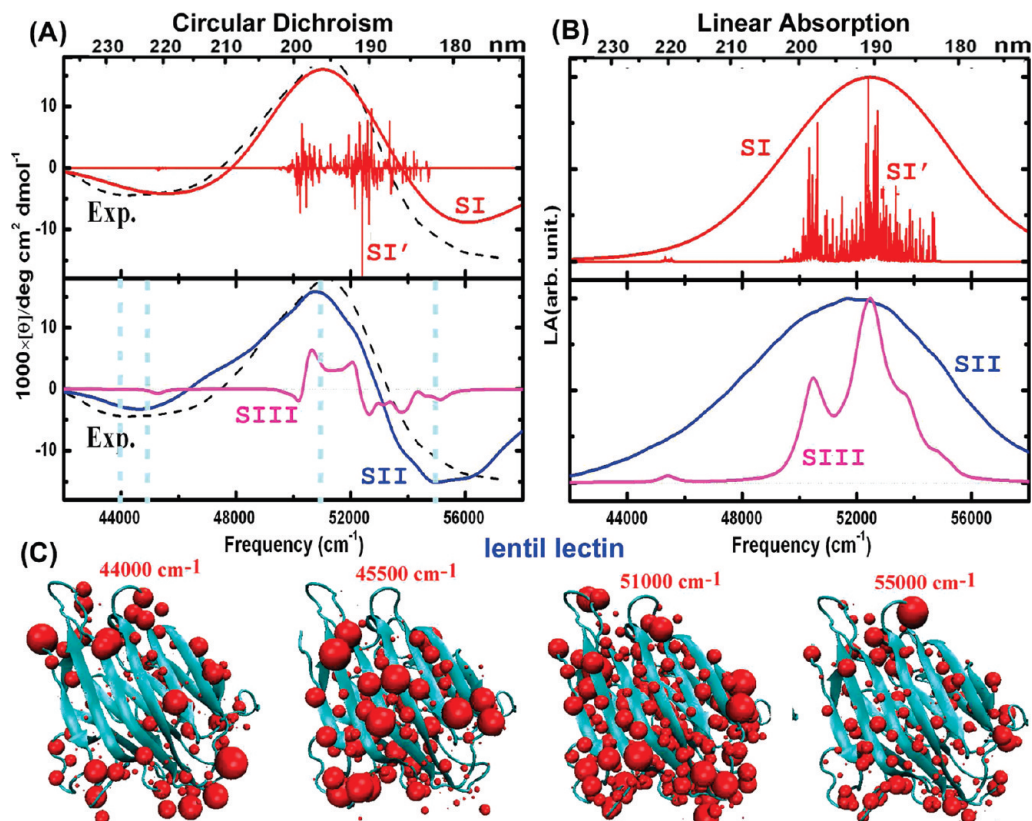 Circular Dichroism
Linear Absorption
(A)
230 220 210 200 190 180 nm
(B)
230 220 210 200 190 180 nm
10
0
-10
1000×[θ]/deg cm² dmol⁻¹
Exp.
SI
SI'
LA(arb. unit.)
SI
SI'
10
0
-10
Exp.
SIII
SII
SII
SIII
44000 48000 52000 56000
44000 48000 52000 56000
Frequency (cm⁻¹)
Frequency (cm⁻¹)
lentil lectin
(C)
44000 cm⁻¹
45500 cm⁻¹
51000 cm⁻¹
55000 cm⁻¹